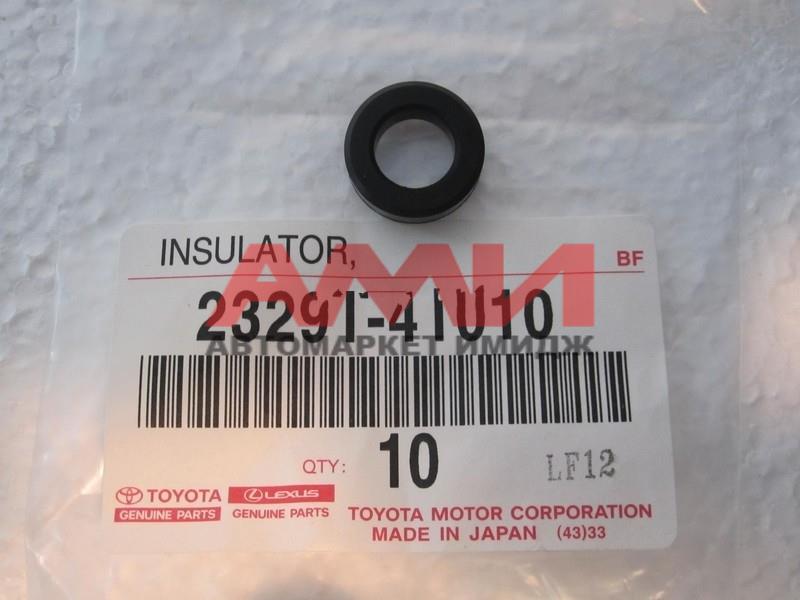 INSULATOR,
BF
АМИ
23291-41010
АВТОМАРКЕТ ИМИДЖ
QTY: 10
LF12
TOYOTA
GENUINE PARTS
LEXUS
GENUINE PARTS
TOYOTA MOTOR CORPORATION
MADE IN JAPAN (43)33